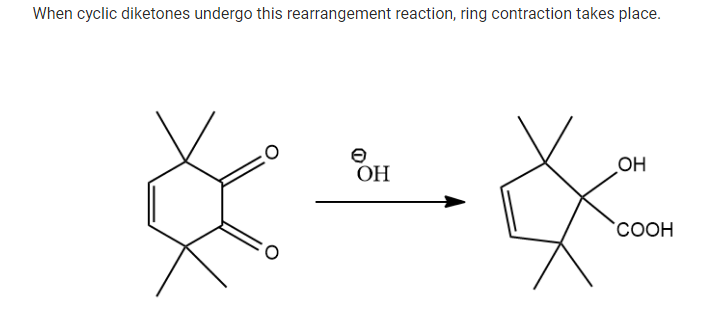 When cyclic diketones undergo this rearrangement reaction, ring contraction takes place.
O
⊖
OH
O
OH
COOH